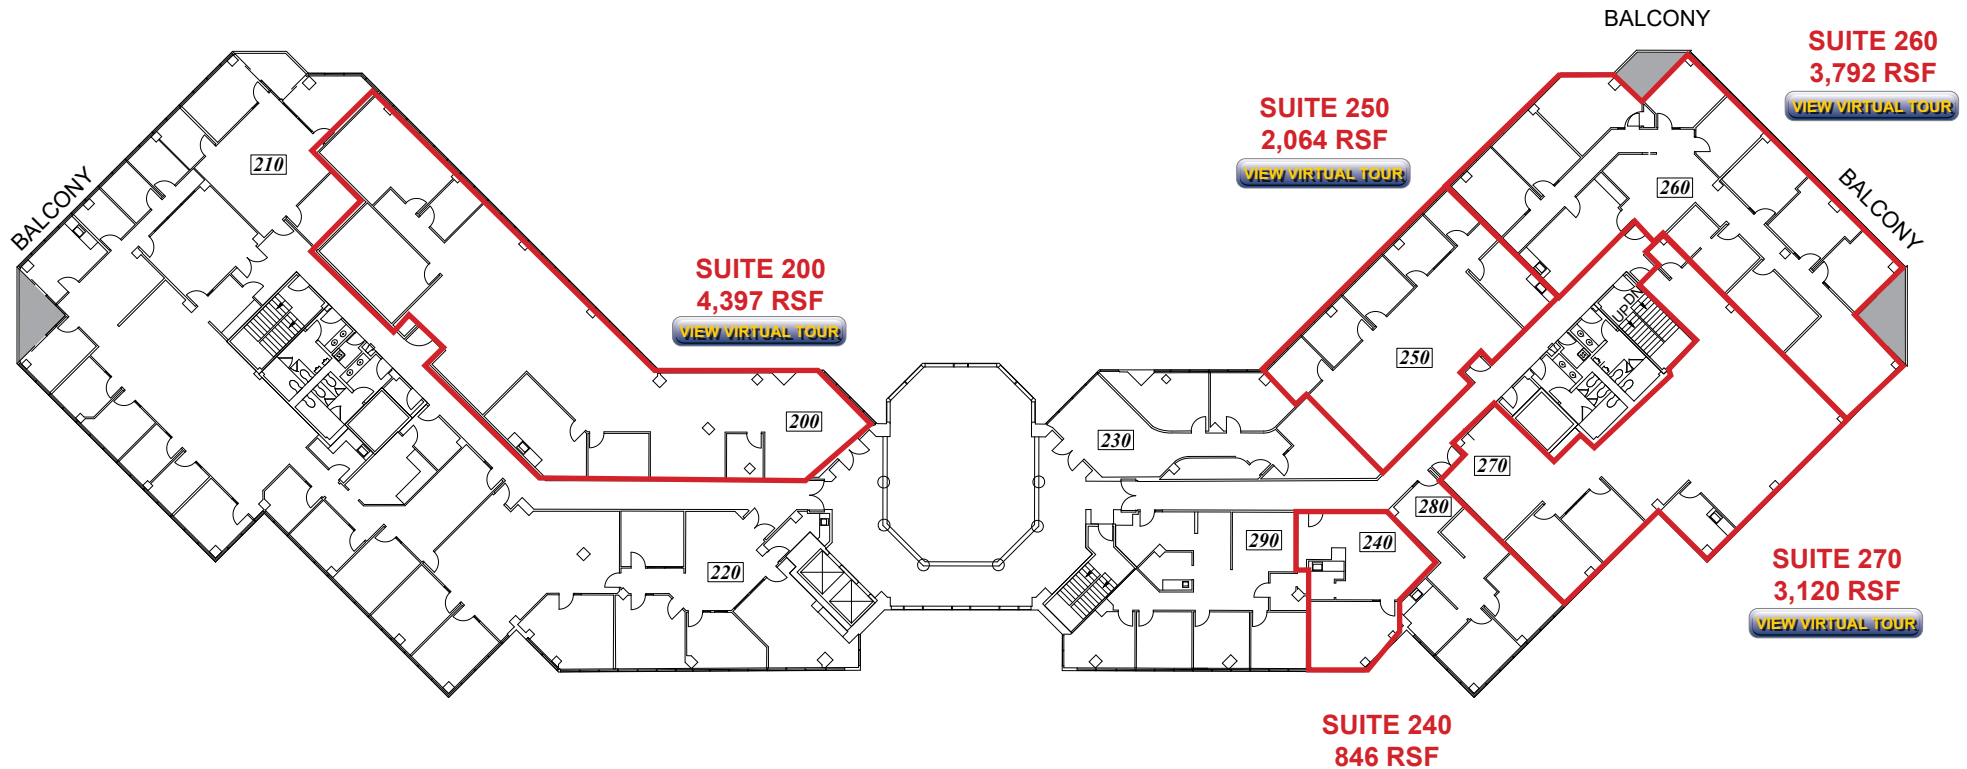 BALCONY
SUITE 260
3,792 RSF
VIEW VIRTUAL TOUR
SUITE 250
2,064 RSF
VIEW VIRTUAL TOUR
210
BALCONY
260
BALCONY
SUITE 200
4,397 RSF
VIEW VIRTUAL TOUR
UP
DN
250
200
230
270
280
290
240
220
SUITE 270
3,120 RSF
VIEW VIRTUAL TOUR
SUITE 240
846 RSF